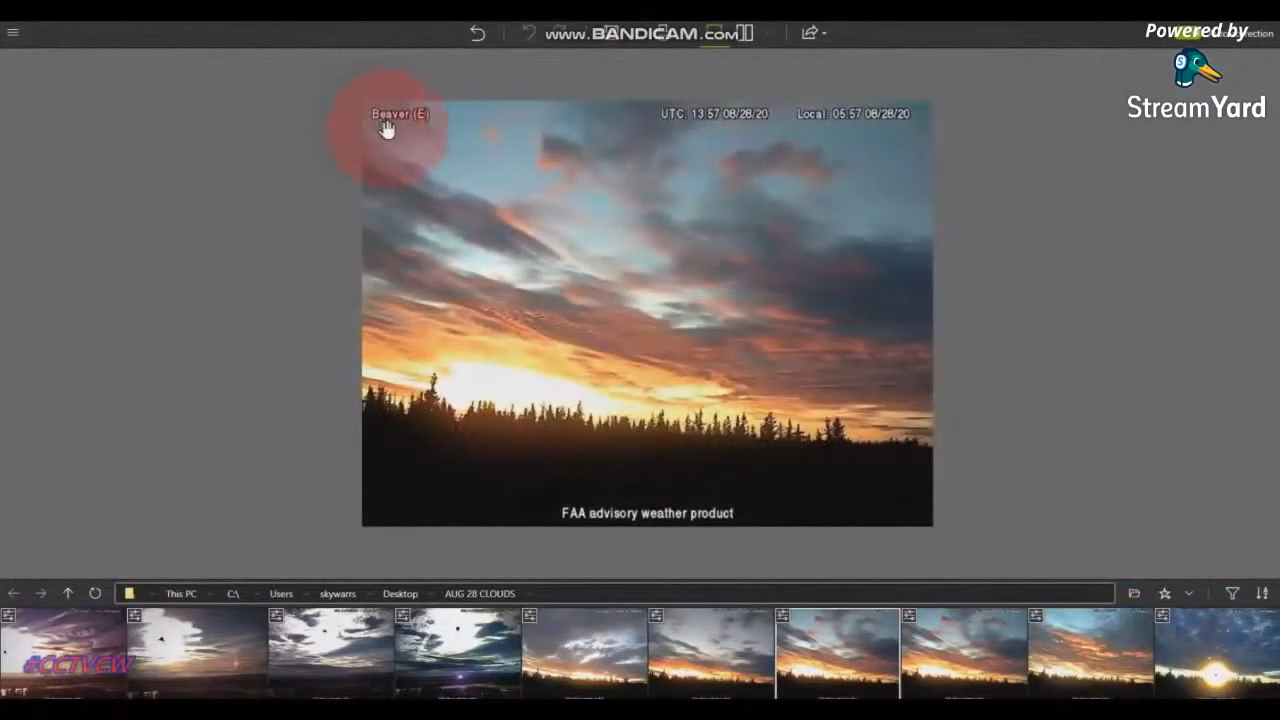 www.BANDICAM.com
Powered by
StreamYard
Beaver (E)
UTC: 13:57 08/28/20
Local: 05:57 08/28/20
FAA advisory weather product
This PC
C:\
Users
skywarrs
Desktop
AUG 28 CLOUDS
#CCTVCW